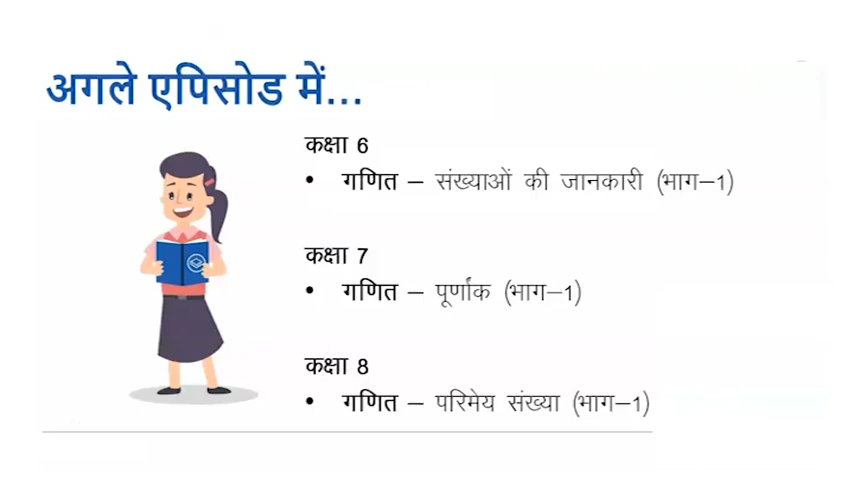 अगले एपिसोड में...
कक्षा 6
• गणित – संख्याओं की जानकारी (भाग–1)
कक्षा 7
• गणित – पूर्णांक (भाग–1)
कक्षा 8
• गणित – परिमेय संख्या (भाग–1)